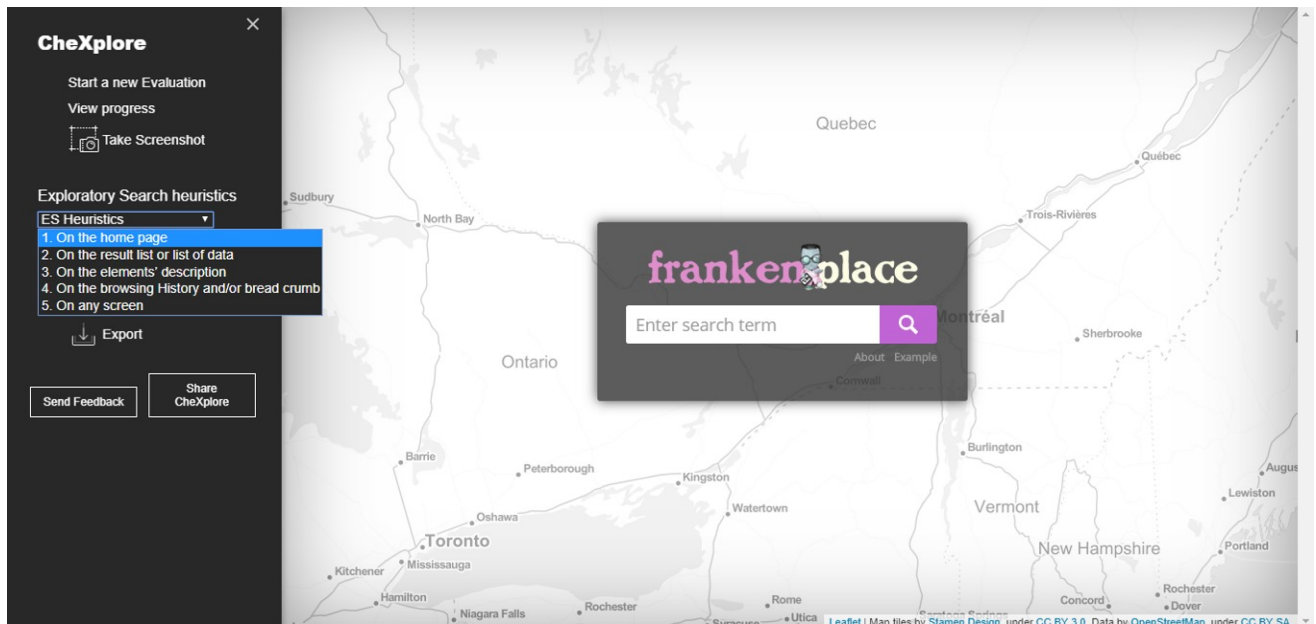 CheXplore
Start a new Evaluation
View progress
Take Screenshot
Exploratory Search heuristics
ES Heuristics
1. On the home page
2. On the result list or list of data
3. On the elements' description
4. On the browsing History and/or bread crumb
5. On any screen
Export
Send Feedback
Share
CheXplore
Quebec
Québec
Sudbury
North Bay
Trois-Rivières
frankenplace
Enter search term
Montréal
Sherbrooke
About Example
Ontario
Cornwall
Burlington
Barrie
Peterborough
Kingston
Augus
Lewiston
Watertown
Vermont
Oshawa
Toronto
New Hampshire
Portland
Mississauga
Kitchener
Rochester
Hamilton
Rome
Concord
Dover
Niagara Falls
Rochester
Utica
Syracuse
Saratoga Springs
Leaflet | Map tiles by Stamen Design, under CC BY 3.0. Data by OpenStreetMap, under CC BY SA